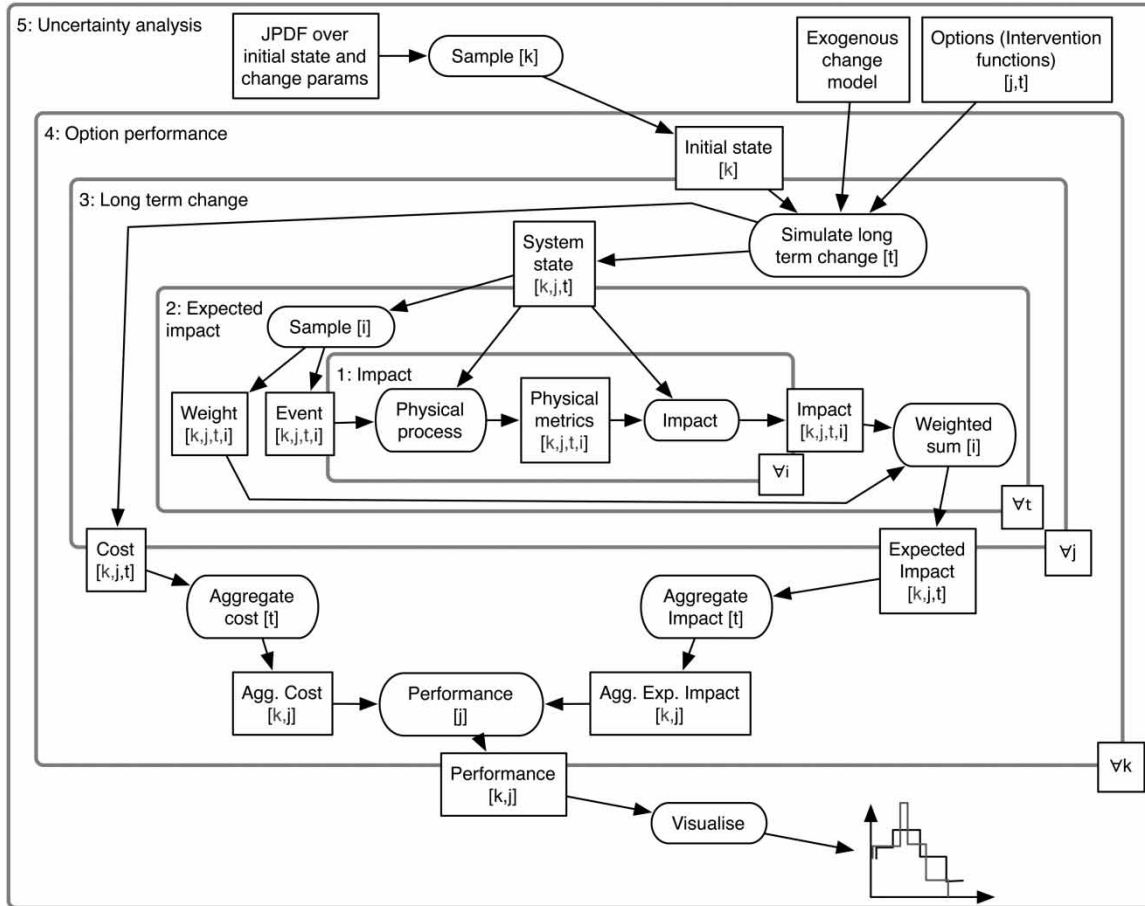 5: Uncertainty analysis
JPDF over
initial state and
change params
Sample [k]
Exogenous
change
model
Options (Intervention
functions)
[j,t]
4: Option performance
Initial state
[k]
3: Long term change
Simulate long
term change [t]
System
state
[k,j,t]
2: Expected
impact
Sample [i]
1: Impact
Weight
[k,j,t,i]
Event
[k,j,t,i]
Physical
process
Physical
metrics
[k,j,t,i]
Impact
Impact
[k,j,t,i]
Weighted
sum [i]
∀i
∀t
∀j
Cost
[k,j,t]
Expected
Impact
[k,j,t]
Aggregate
cost [t]
Aggregate
Impact [t]
Agg. Cost
[k,j]
Performance
[j]
Agg. Exp. Impact
[k,j]
∀k
Performance
[k,j]
Visualise